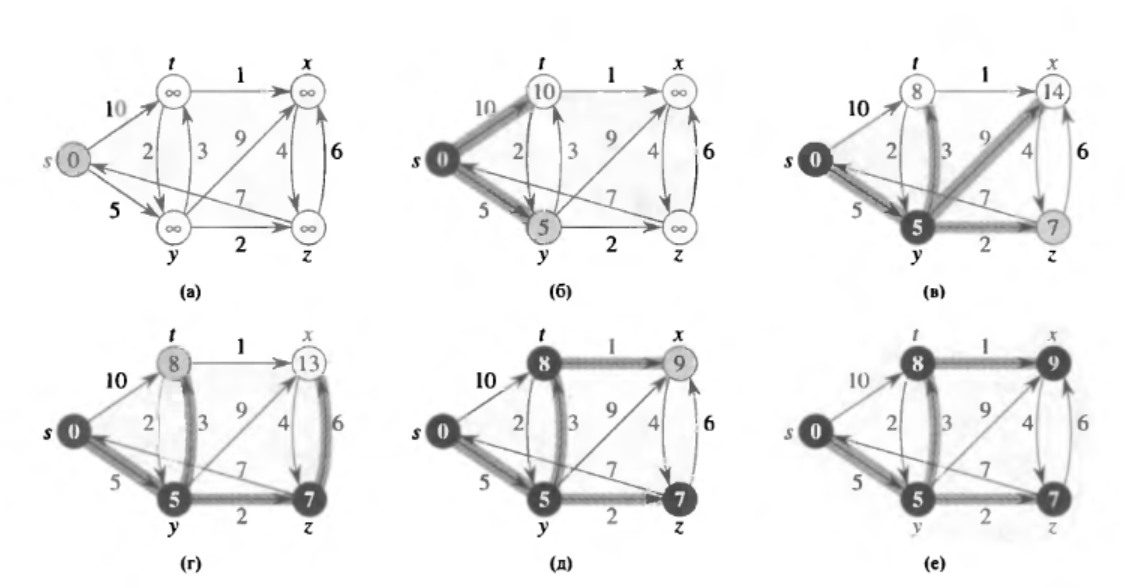 t x t x t x
1 1 1
∞ ∞ 10 ∞ 8 14
10 10 10
s 0 2 3 9 4 6 s 0 2 3 9 4 6 s 0 2 3 9 4 6
5 7 5 7 5 7
∞ ∞ 5 ∞ 5 7
2 2 2
y z y z y z
(а) (б) (в)
t x t x t x
1 1 1
8 13 8 9 8 9
10 10 10
s 0 2 3 9 4 6 s 0 2 3 9 4 6 s 0 2 3 9 4 6
5 7 5 7 5 7
5 7 5 7 5 7
2 2 2
y z y z y z
(г) (д) (е)